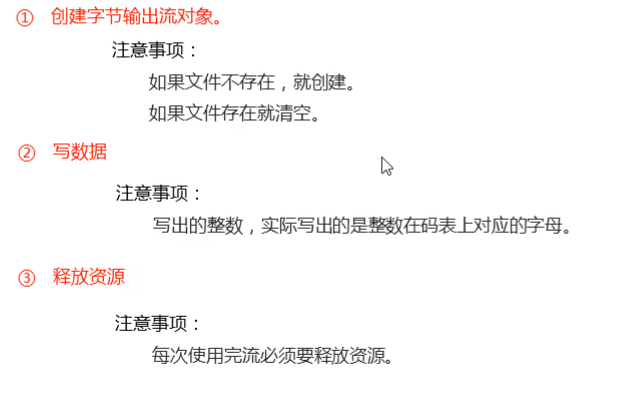 ① 创建字节输出流对象。
注意事项：
如果文件不存在，就创建。
如果文件存在就清空。
② 写数据
注意事项：
写出的整数，实际写出的是整数在码表上对应的字母。
③ 释放资源
注意事项：
每次使用完流必须要释放资源。